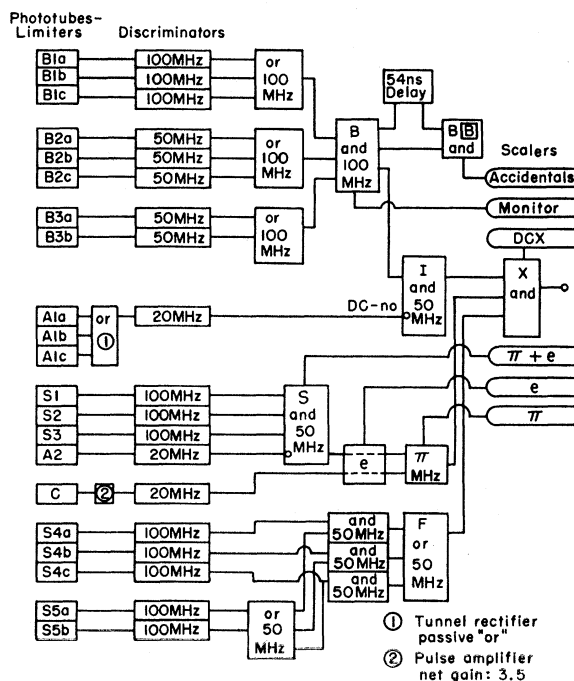 Phototubes-
Limiters
Discriminators
B1a
100MHz
B1b
100MHz
B1c
100MHz
or
100
MHz
B2a
50MHz
B2b
50MHz
B2c
50MHz
or
100
MHz
B3a
50MHz
B3b
50MHz
or
100
MHz
B
and
100
MHz
54ns
Delay
B B
and
Scalers
Accidentals
Monitor
DCX
X
and
I
and
50
MHz
DC-no
A1a
A1b
A1c
or
①
20MHz
π + e
e
π
S1
100MHz
S2
100MHz
S3
100MHz
A2
20MHz
S
and
50
MHz
e
π
MHz
C
②
20MHz
S4a
100MHz
S4b
100MHz
S4c
100MHz
and
50MHz
and
50MHz
and
50MHz
F
or
50
MHz
S5a
100MHz
S5b
100MHz
or
50
MHz
① Tunnel rectifier
passive "or"
② Pulse amplifier
net gain: 3.5